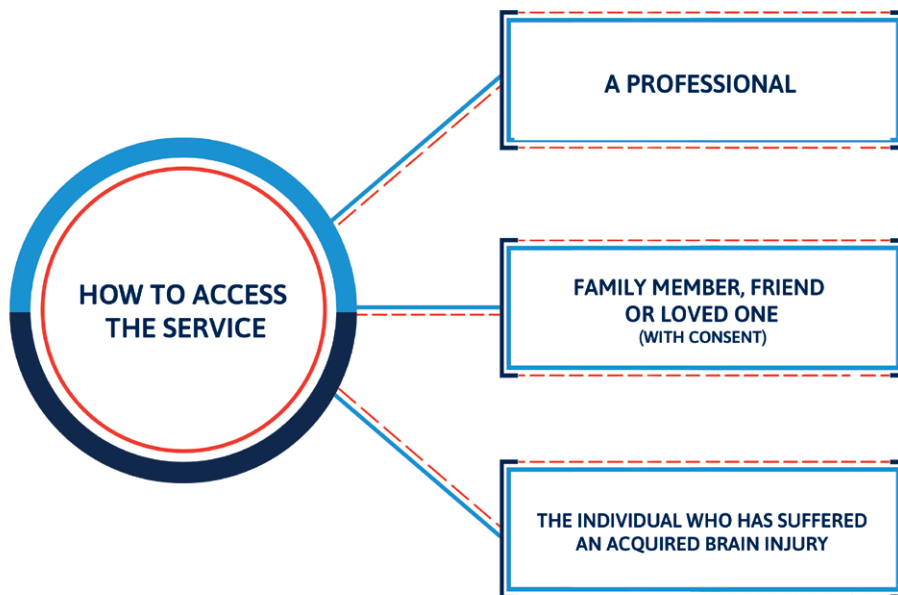 A PROFESSIONAL
HOW TO ACCESS
THE SERVICE
FAMILY MEMBER, FRIEND
OR LOVED ONE
(WITH CONSENT)
THE INDIVIDUAL WHO HAS SUFFERED
AN ACQUIRED BRAIN INJURY